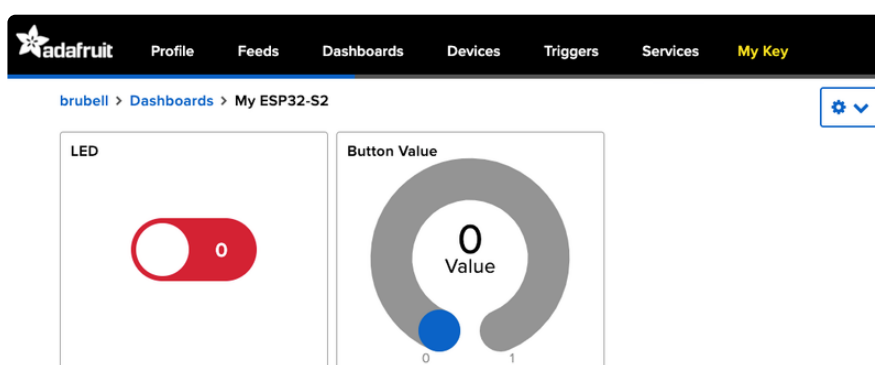 adafruit Profile Feeds Dashboards Devices Triggers Services My Key
brubell > Dashboards > My ESP32-S2
LED
Button Value
0
0
Value
0 1